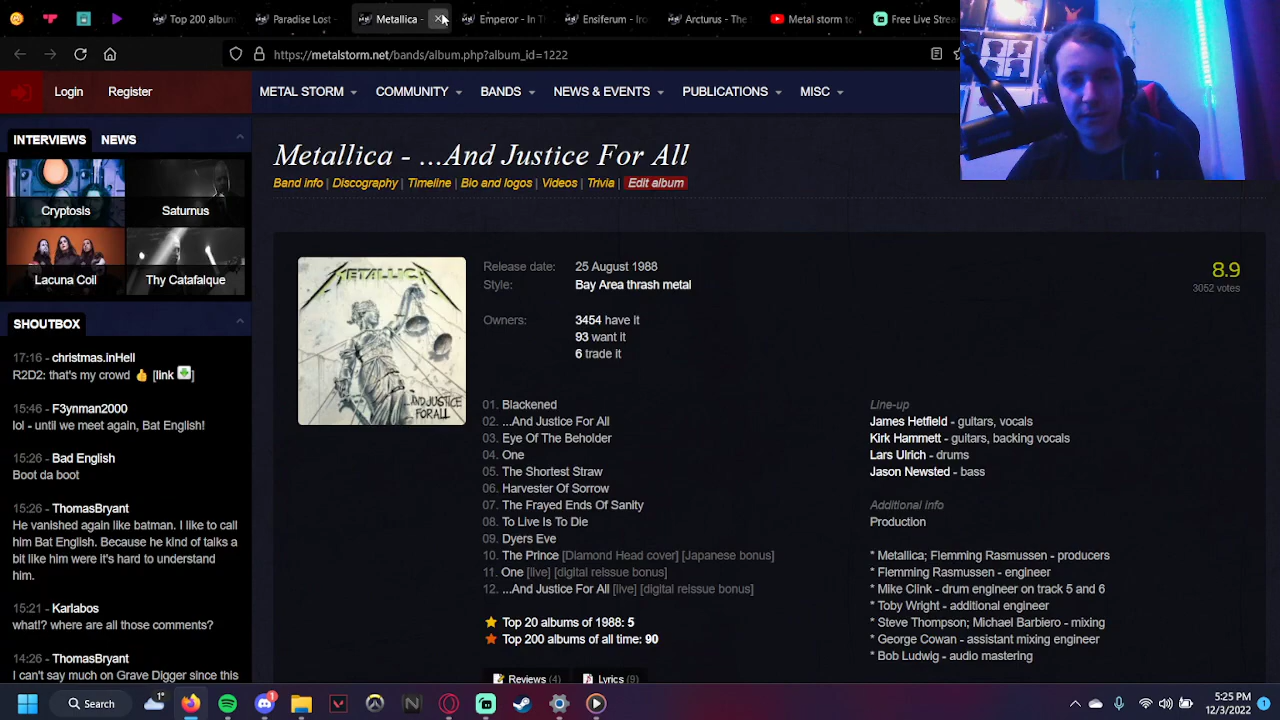 Top 200 album
Paradise Lost -
Metallica -
Emperor - In T
Ensiferum - Iro
Arcturus - The
Metal storm to
Free Live Strea
https://metalstorm.net/bands/album.php?album_id=1222
Login
Register
METAL STORM
COMMUNITY
BANDS
NEWS & EVENTS
PUBLICATIONS
MISC
INTERVIEWS
NEWS
Cryptosis
Saturnus
Lacuna Coil
Thy Catafalque
SHOUTBOX
17:16 - christmas.inHell
R2D2: that's my crowd 👍 [link]
15:46 - F3ynman2000
lol - until we meet again, Bat English!
15:26 - Bad English
Boot da boot
15:26 - ThomasBryant
He vanished again like batman. I like to call
him Bat English. Because he kind of talks a
bit like him were it's hard to understand
him.
15:21 - Karlabos
what!? where are all those comments?
14:26 - ThomasBryant
I can't say much on Grave Digger since this
Metallica - ...And Justice For All
Band info | Discography | Timeline | Bio and logos | Videos | Trivia | Edit album
METALLICA
...AND JUSTICE
FOR ALL
Release date: 25 August 1988
Style: Bay Area thrash metal
Owners: 3454 have it
93 want it
6 trade it
8.9
3052 votes
01. Blackened
02. ...And Justice For All
03. Eye Of The Beholder
04. One
05. The Shortest Straw
06. Harvester Of Sorrow
07. The Frayed Ends Of Sanity
08. To Live Is To Die
09. Dyers Eve
10. The Prince [Diamond Head cover] [Japanese bonus]
11. One [live] [digital reissue bonus]
12. ...And Justice For All [live] [digital reissue bonus]
Top 20 albums of 1988: 5
Top 200 albums of all time: 90
Reviews (4)
Lyrics (9)
Line-up
James Hetfield - guitars, vocals
Kirk Hammett - guitars, backing vocals
Lars Ulrich - drums
Jason Newsted - bass
Additional info
Production
* Metallica; Flemming Rasmussen - producers
* Flemming Rasmussen - engineer
* Mike Clink - drum engineer on track 5 and 6
* Toby Wright - additional engineer
* Steve Thompson; Michael Barbiero - mixing
* George Cowan - assistant mixing engineer
* Bob Ludwig - audio mastering
Search
1
5:25 PM
12/3/2022
1